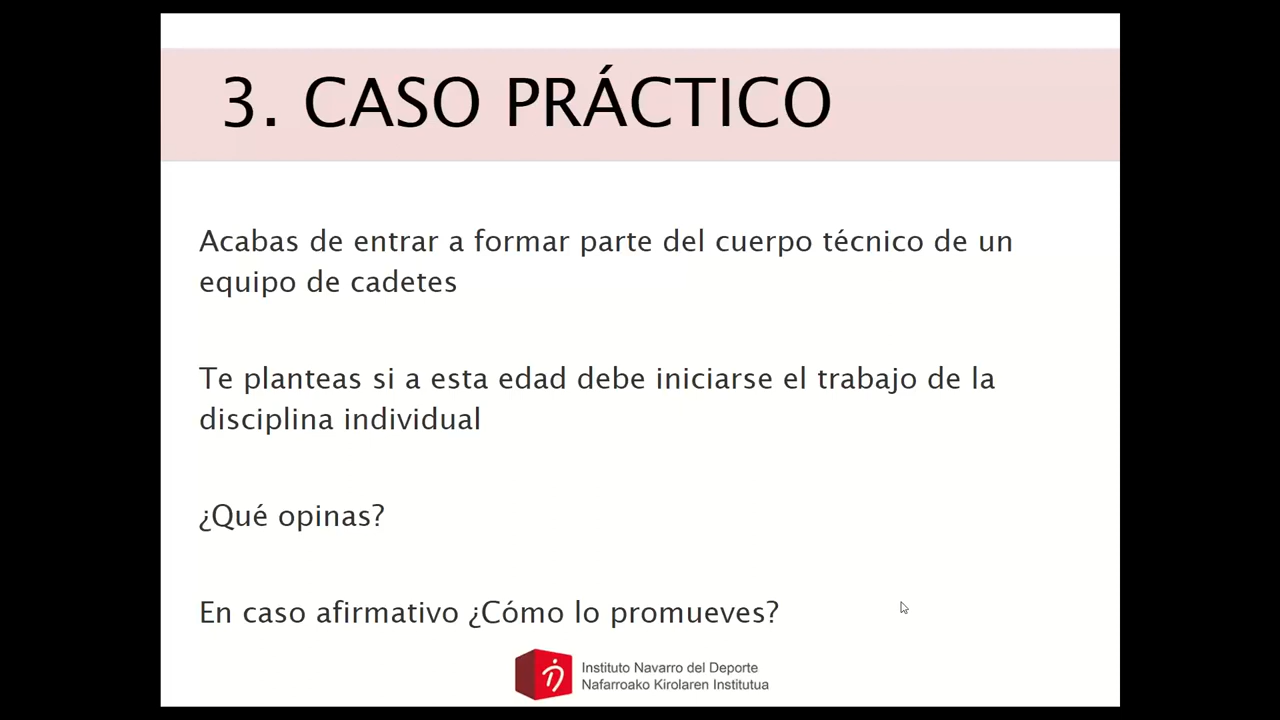 3. CASO PRÁCTICO
Acabas de entrar a formar parte del cuerpo técnico de un
equipo de cadetes
Te planteas si a esta edad debe iniciarse el trabajo de la
disciplina individual
¿Qué opinas?
En caso afirmativo ¿Cómo lo promueves?
Instituto Navarro del Deporte
Nafarroako Kirolaren Institutua